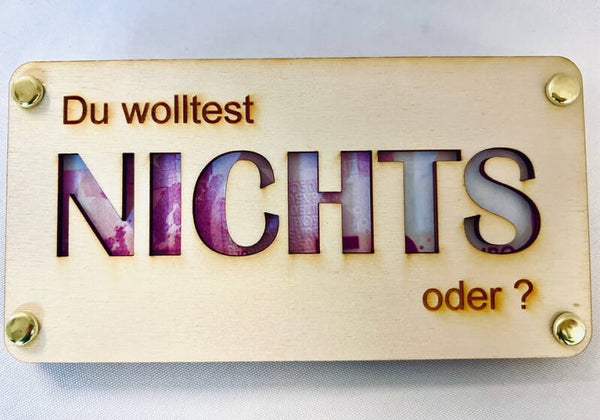 Du wolltest
NICHTS
oder ?